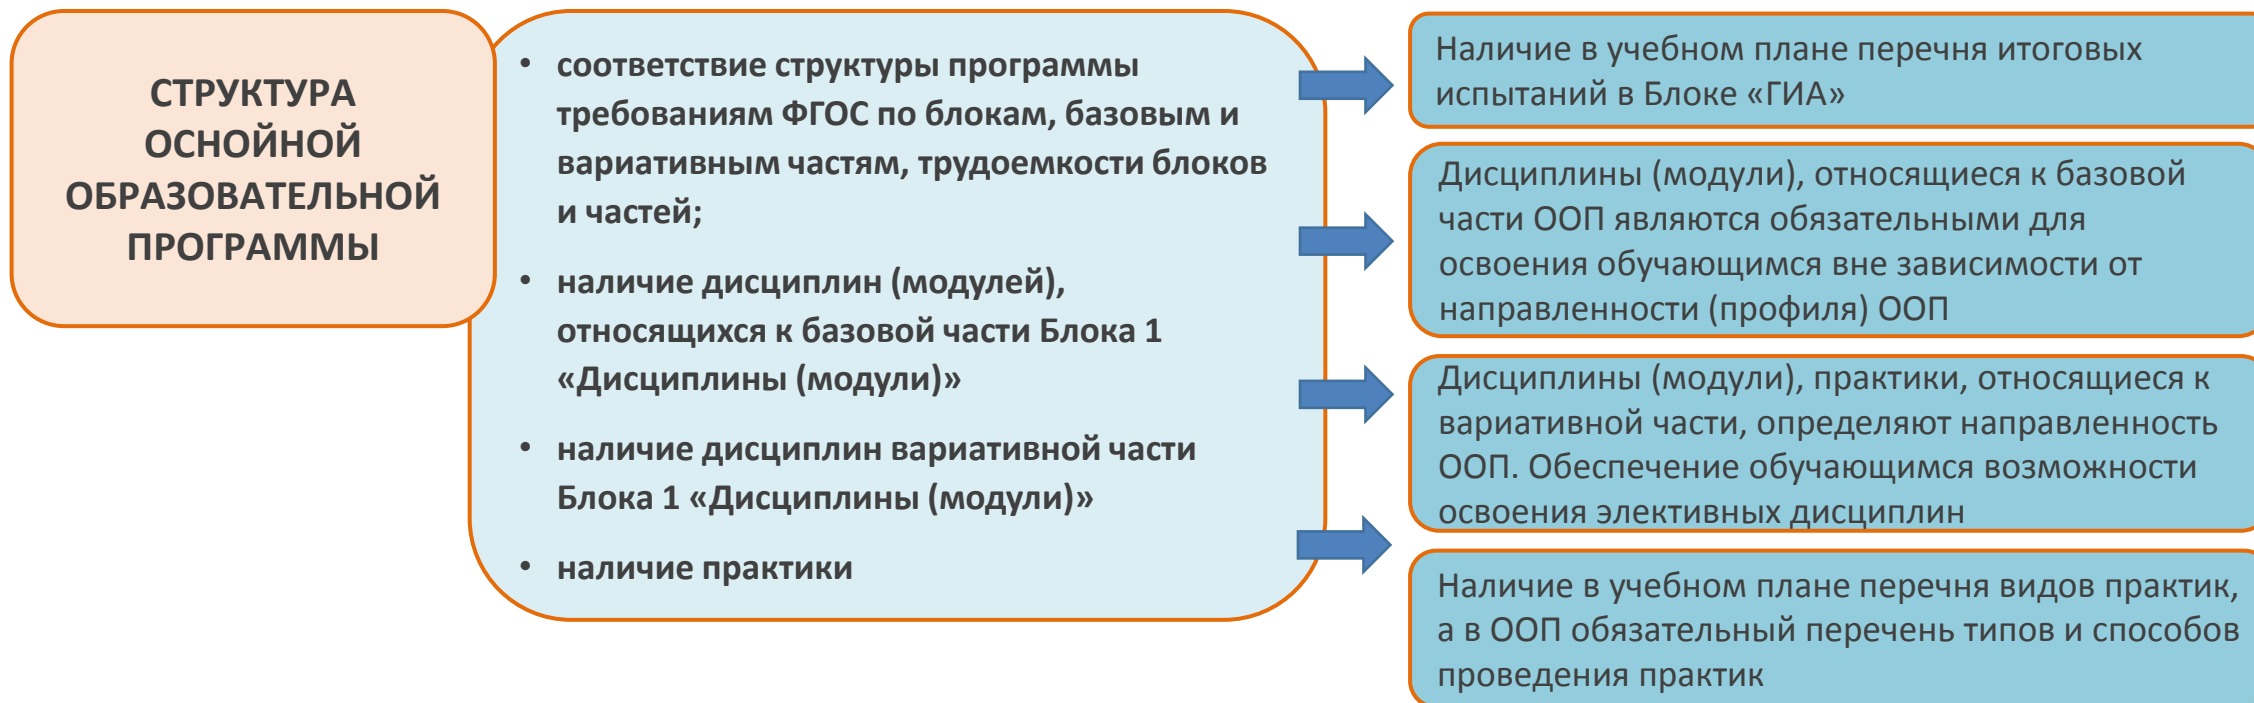 СТРУКТУРА
ОСНОЙНОЙ
ОБРАЗОВАТЕЛЬНОЙ
ПРОГРАММЫ
• соответствие структуры программы
требованиям ФГОС по блокам, базовым и
вариативным частям, трудоемкости блоков
и частей;
• наличие дисциплин (модулей),
относящихся к базовой части Блока 1
«Дисциплины (модули)»
• наличие дисциплин вариативной части
Блока 1 «Дисциплины (модули)»
• наличие практики
Наличие в учебном плане перечня итоговых
испытаний в Блоке «ГИА»
Дисциплины (модули), относящиеся к базовой
части ООП являются обязательными для
освоения обучающимся вне зависимости от
направленности (профиля) ООП
Дисциплины (модули), практики, относящиеся к
вариативной части, определяют направленность
ООП. Обеспечение обучающимся возможности
освоения элективных дисциплин
Наличие в учебном плане перечня видов практик,
а в ООП обязательный перечень типов и способов
проведения практик